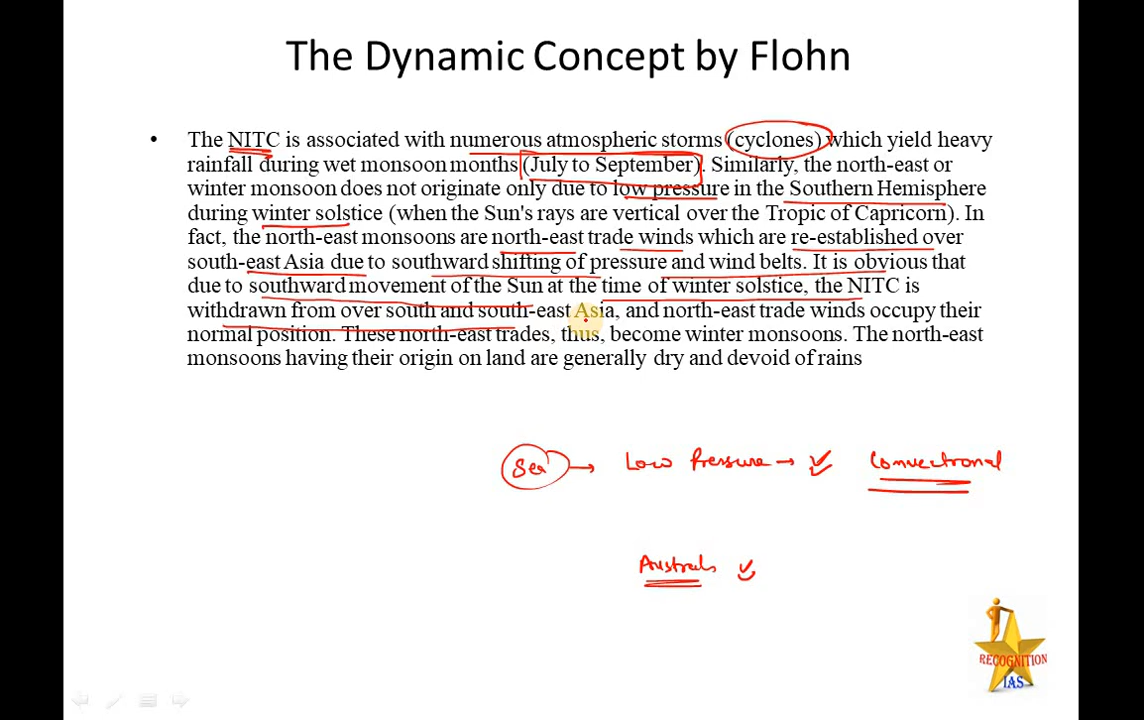 The Dynamic Concept by Flohn
• The NITC is associated with numerous atmospheric storms (cyclones) which yield heavy
rainfall during wet monsoon months (July to September). Similarly, the north-east or
winter monsoon does not originate only due to low pressure in the Southern Hemisphere
during winter solstice (when the Sun's rays are vertical over the Tropic of Capricorn). In
fact, the north-east monsoons are north-east trade winds which are re-established over
south-east Asia due to southward shifting of pressure and wind belts. It is obvious that
due to southward movement of the Sun at the time of winter solstice, the NITC is
withdrawn from over south and south-east Asia, and north-east trade winds occupy their
normal position. These north-east trades, thus, become winter monsoons. The north-east
monsoons having their origin on land are generally dry and devoid of rains
Sea → Low Pressure → Convectional
RECOGNITION
IAS